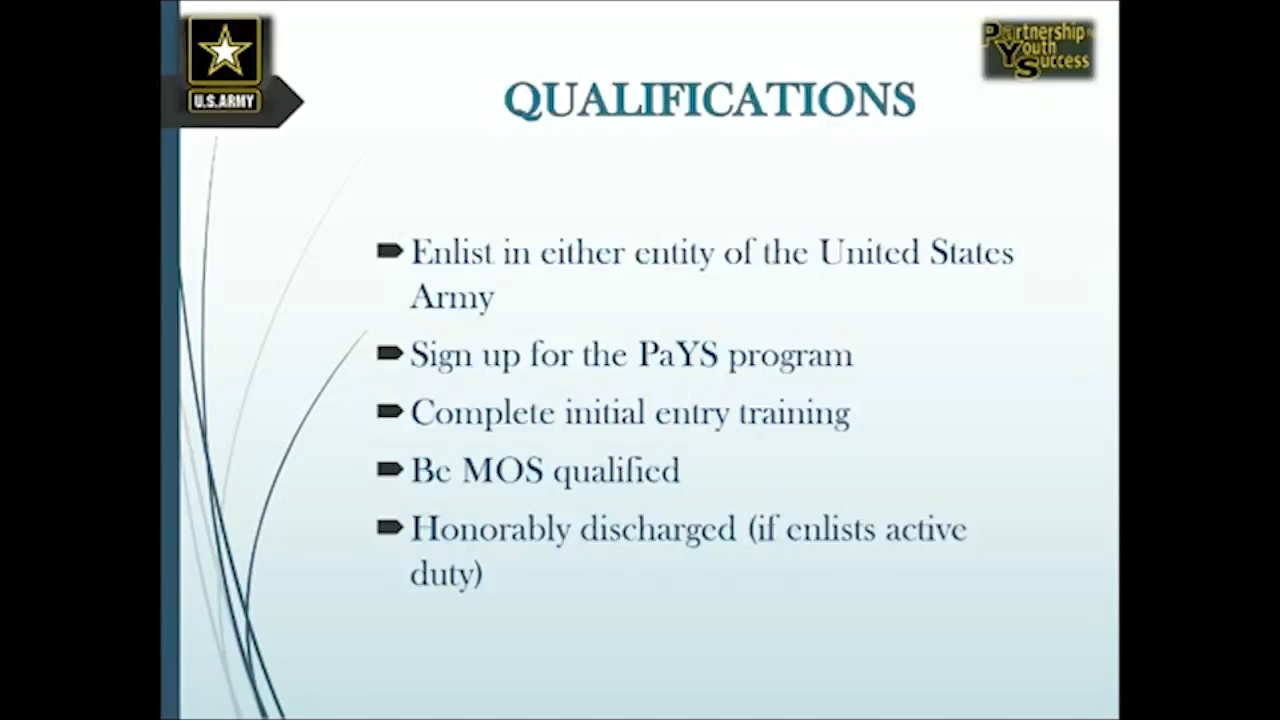 U.S.ARMY
Partnership
Youth
Success
QUALIFICATIONS
Enlist in either entity of the United States
Army
Sign up for the PaYS program
Complete initial entry training
Be MOS qualified
Honorably discharged (if enlists active
duty)